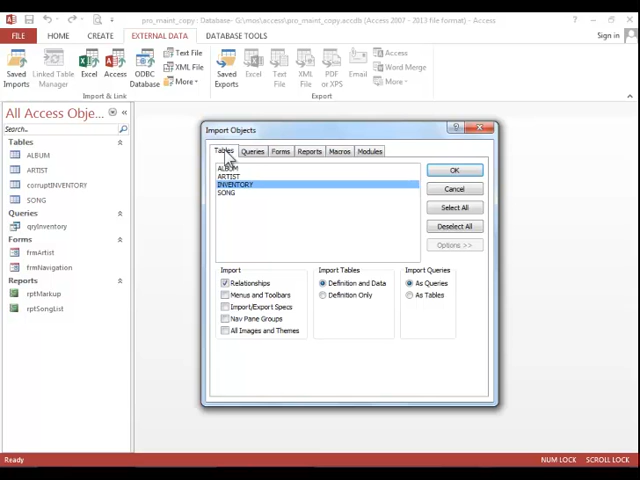 pro_maint_copy : Database- G:\mos\access\pro_maint_copy.accdb (Access 2007 - 2013 file format) - Access
Sign in
FILE HOME CREATE EXTERNAL DATA DATABASE TOOLS
Saved Imports
Linked Table Manager
Excel
Access
ODBC Database
Text File
XML File
More
Import & Link
Saved Exports
Excel
Text File
XML File
PDF or XPS
Email
Access
Word Merge
More
Export
All Access Obje...
Search...
Tables
ALBUM
ARTIST
corruptINVENTORY
SONG
Queries
qryInventory
Forms
frmArtist
frmNavigation
Reports
rptMarkup
rptSongList
Import Objects
Tables Queries Forms Reports Macros Modules
ALBUM
ARTIST
INVENTORY
SONG
OK
Cancel
Select All
Deselect All
Options >>
Import
Relationships
Menus and Toolbars
Import/Export Specs
Nav Pane Groups
All Images and Themes
Import Tables
Definition and Data
Definition Only
Import Queries
As Queries
As Tables
Ready
NUM LOCK SCROLL LOCK